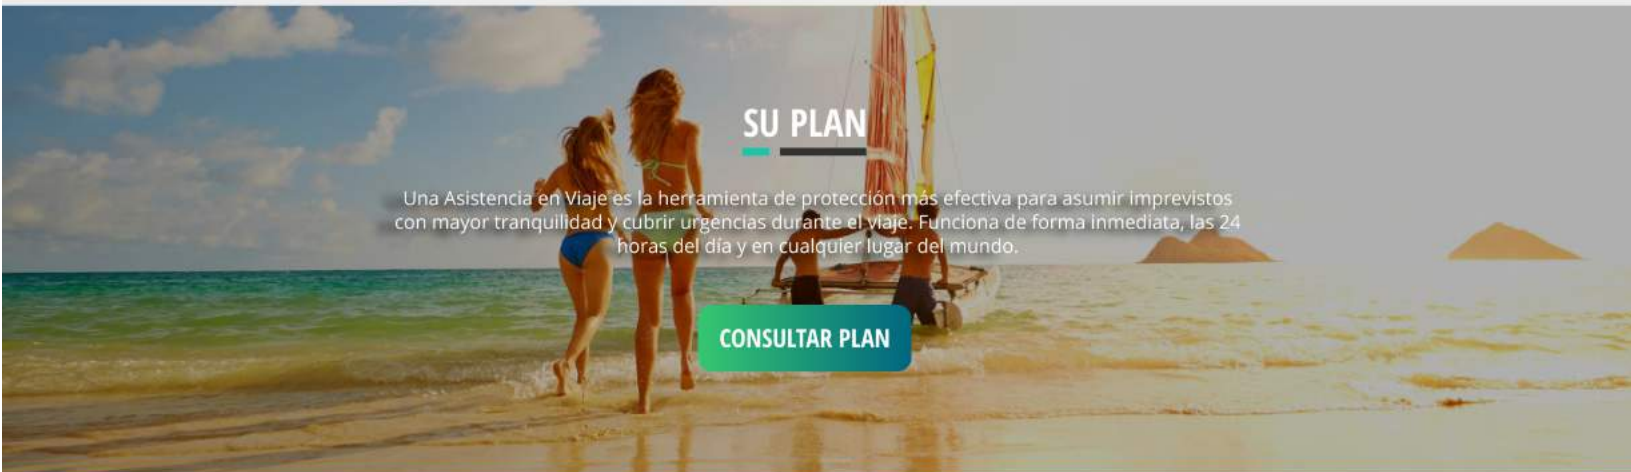 SU PLAN
Una Asistencia en Viaje es la herramienta de protección más efectiva para asumir imprevistos
con mayor tranquilidad y cubrir urgencias durante el viaje. Funciona de forma inmediata, las 24
horas del día y en cualquier lugar del mundo.
CONSULTAR PLAN